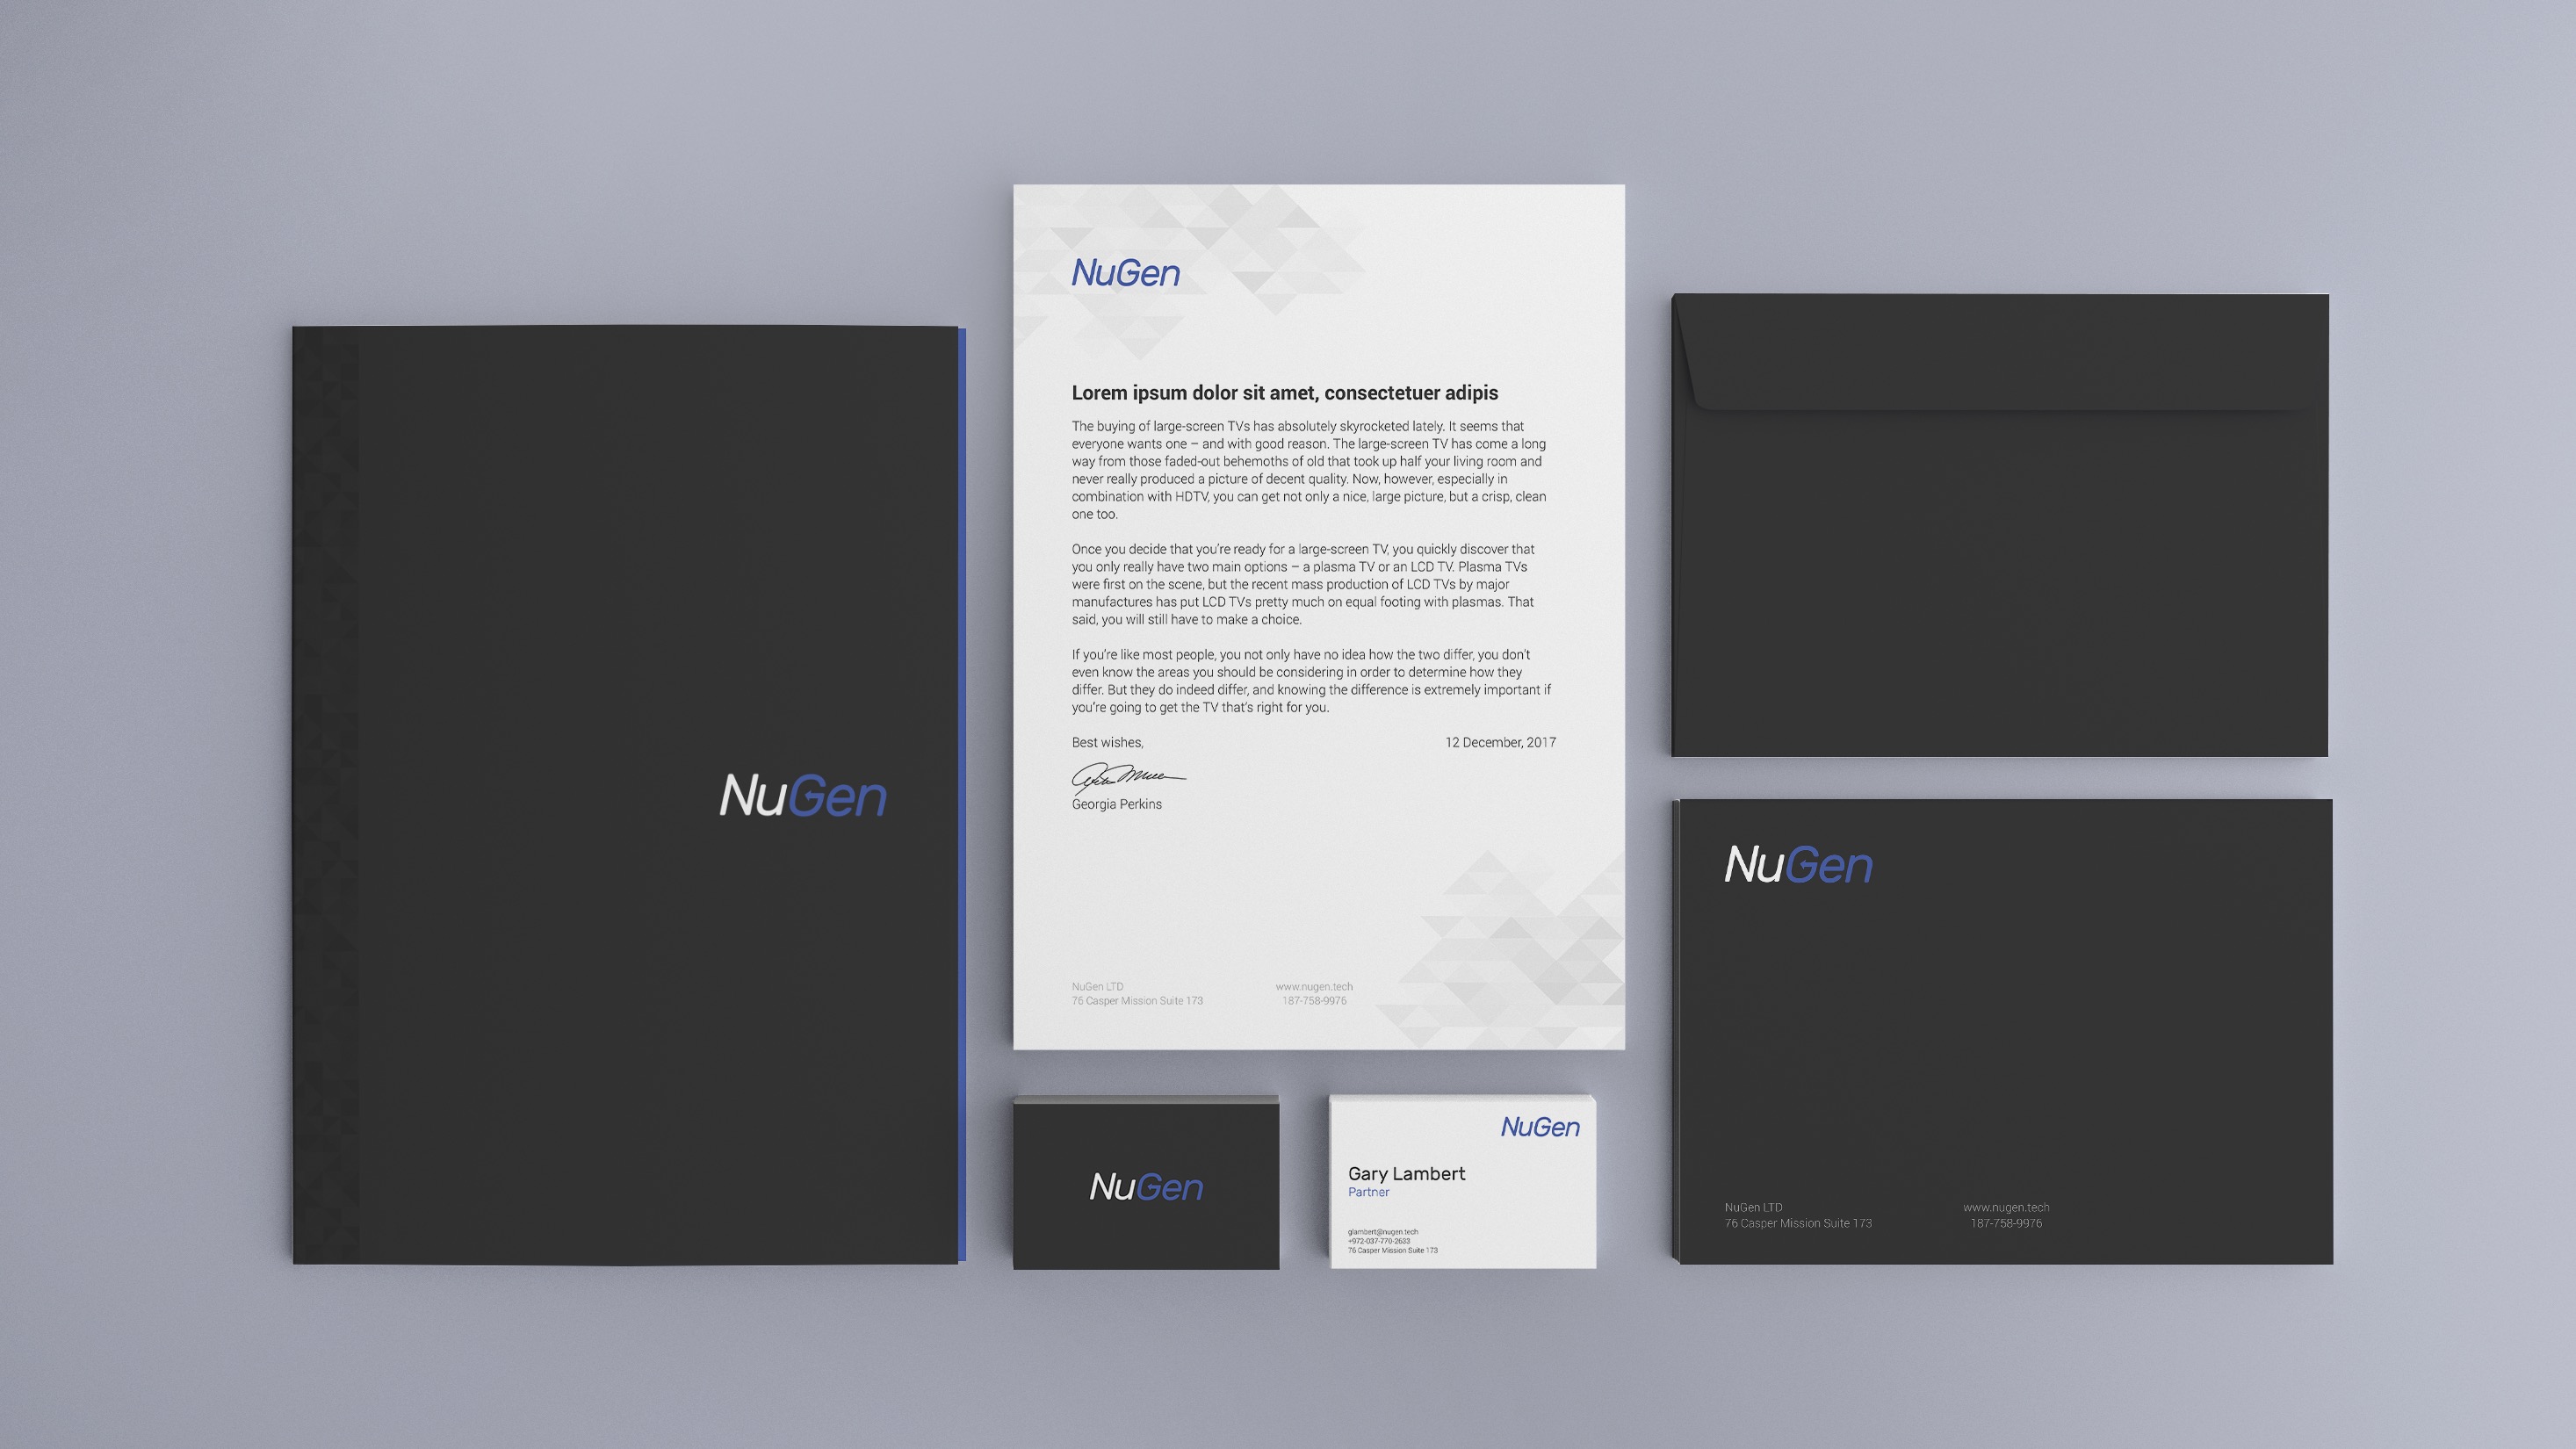 NuGen
NuGen
Lorem ipsum dolor sit amet, consectetuer adipis
The buying of large-screen TVs has absolutely skyrocketed lately. It seems that
everyone wants one – and with good reason. The large-screen TV has come a long
way from those faded-out behemoths of old that took up half your living room and
never really produced a picture of decent quality. Now, however, especially in
combination with HDTV, you can get not only a nice, large picture, but a crisp, clean
one too.
Once you decide that you’re ready for a large-screen TV, you quickly discover that
you only really have two main options – a plasma TV or an LCD TV. Plasma TVs
were first on the scene, but the recent mass production of LCD TVs by major
manufactures has put LCD TVs pretty much on equal footing with plasmas. That
said, you will still have to make a choice.
If you’re like most people, you not only have no idea how the two differ, you don’t
even know the areas you should be considering in order to determine how they
differ. But they do indeed differ, and knowing the difference is extremely important if
you’re going to get the TV that’s right for you.
Best wishes, 12 December, 2017
Georgia Perkins
NuGen LTD www.nugen.tech
76 Casper Mission Suite 173 187-758-9976
NuGen
NuGen
Gary Lambert
Partner
glambert@nugen.tech
+972-037-770-2633
76 Casper Mission Suite 173
NuGen
NuGen LTD www.nugen.tech
76 Casper Mission Suite 173 187-758-9976